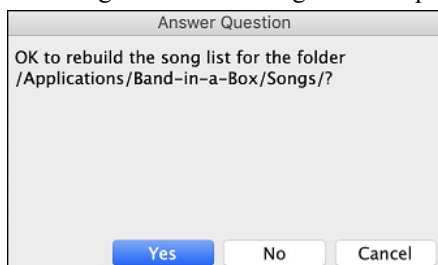 Answer Question
OK to rebuild the song list for the folder
/Applications/Band-in-a-Box/Songs/?
Yes No Cancel